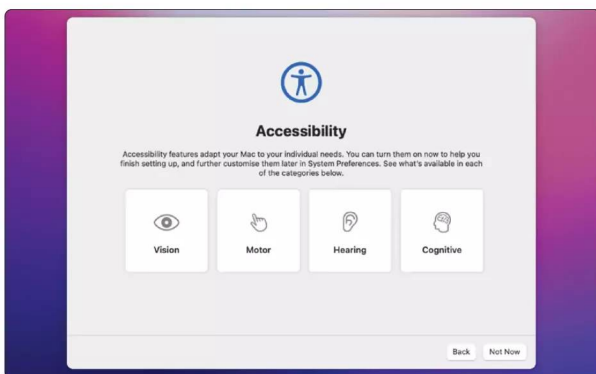 Accessibility
Accessibility features adapt your Mac to your individual needs. You can turn them on now to help you
finish setting up, and further customise them later in System Preferences. See what's available in each
of the categories below.
Vision
Motor
Hearing
Cognitive
Back
Not Now